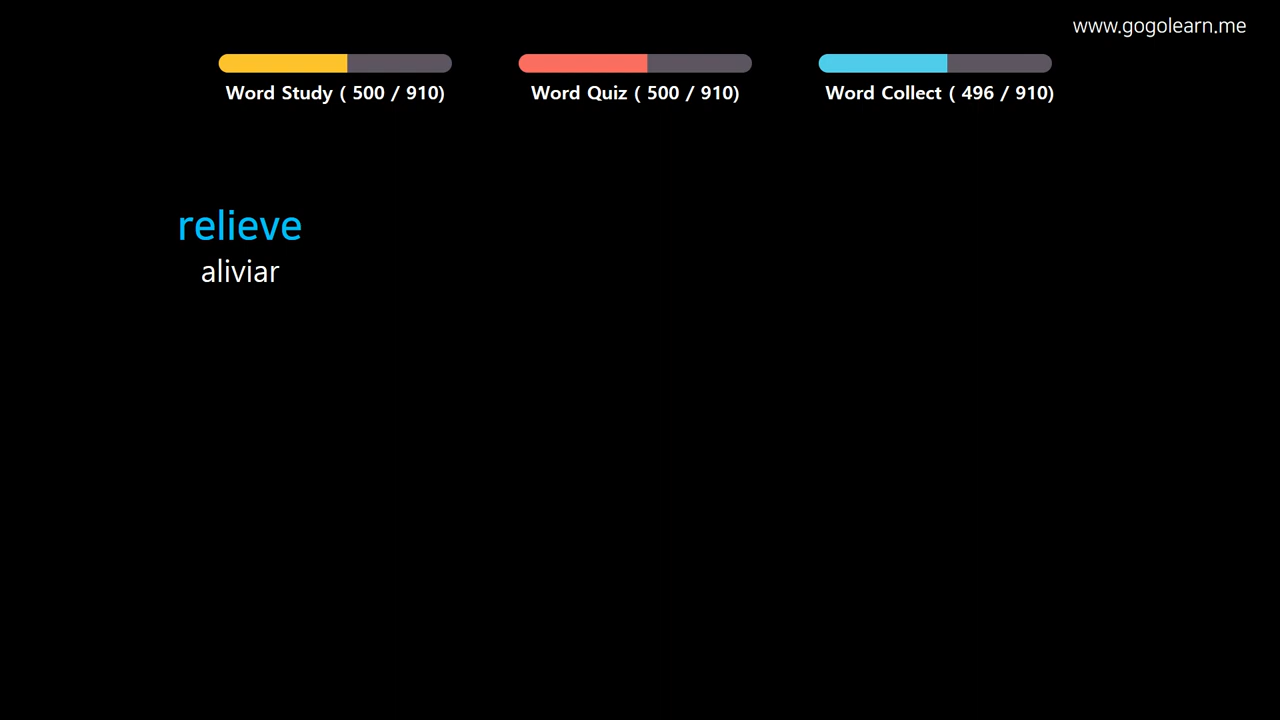 www.gogolearn.me
Word Study ( 500 / 910)
Word Quiz ( 500 / 910)
Word Collect ( 496 / 910)
relieve
aliviar